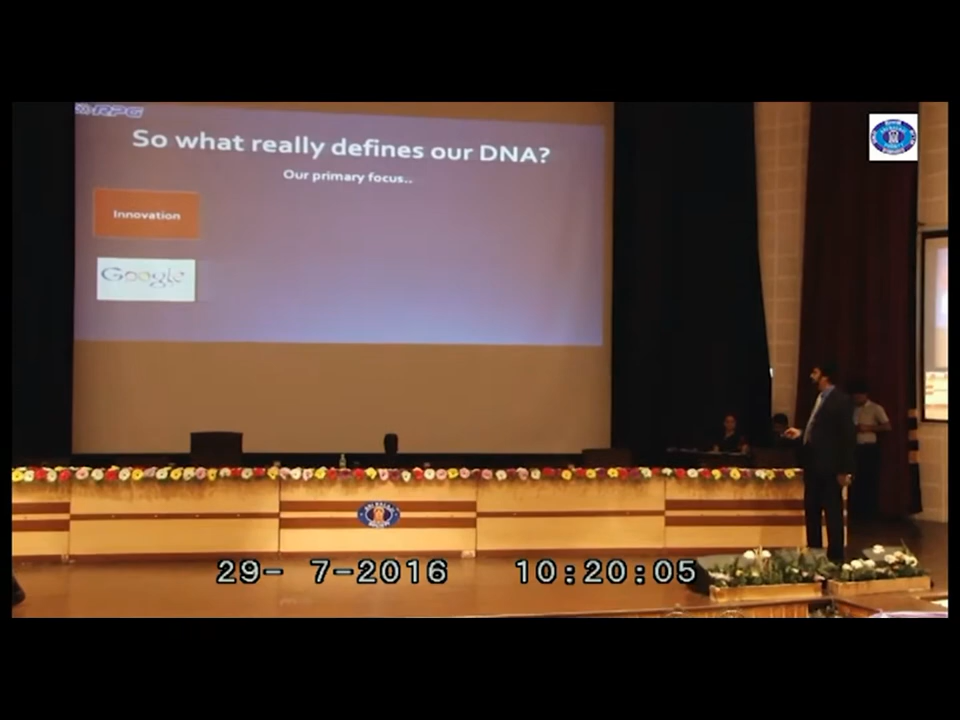 RPG
So what really defines our DNA?
Our primary focus..
Innovation
Google
29- 7-2016 10:20:05